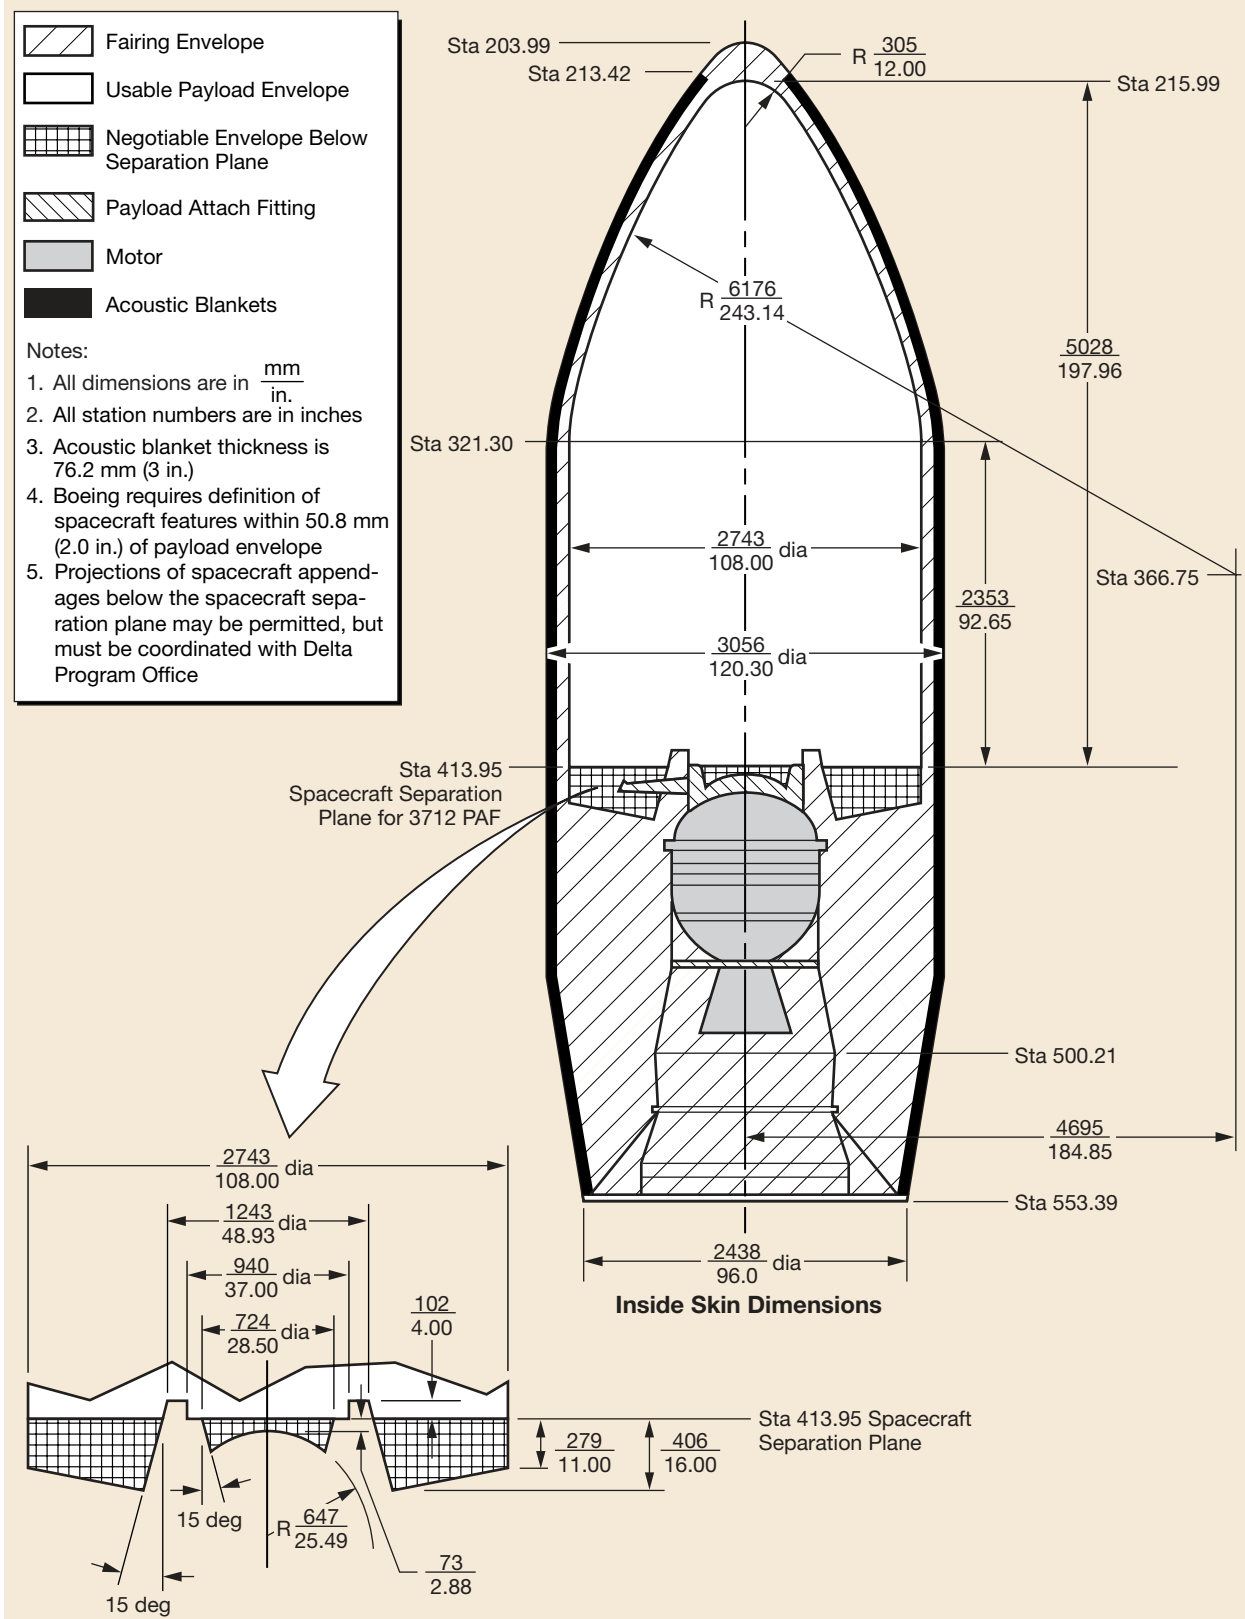 Fairing Envelope
Usable Payload Envelope
Negotiable Envelope Below
Separation Plane
Payload Attach Fitting
Motor
Acoustic Blankets
Notes:
1. All dimensions are in mm
in.
2. All station numbers are in inches
3. Acoustic blanket thickness is
76.2 mm (3 in.)
4. Boeing requires definition of
spacecraft features within 50.8 mm
(2.0 in.) of payload envelope
5. Projections of spacecraft append-
ages below the spacecraft sepa-
ration plane may be permitted, but
must be coordinated with Delta
Program Office
Sta 203.99
Sta 213.42
R 305
12.00
Sta 215.99
R 6176
243.14
5028
197.96
Sta 321.30
2743 dia
108.00
Sta 366.75
2353
92.65
3056 dia
120.30
Sta 413.95
Spacecraft Separation
Plane for 3712 PAF
Sta 500.21
4695
184.85
Sta 553.39
2438 dia
96.0
Inside Skin Dimensions
2743 dia
108.00
1243 dia
48.93
940 dia
37.00
724 dia
28.50
102
4.00
Sta 413.95 Spacecraft
Separation Plane
279
11.00
406
16.00
15 deg
R 647
25.49
73
2.88
15 deg